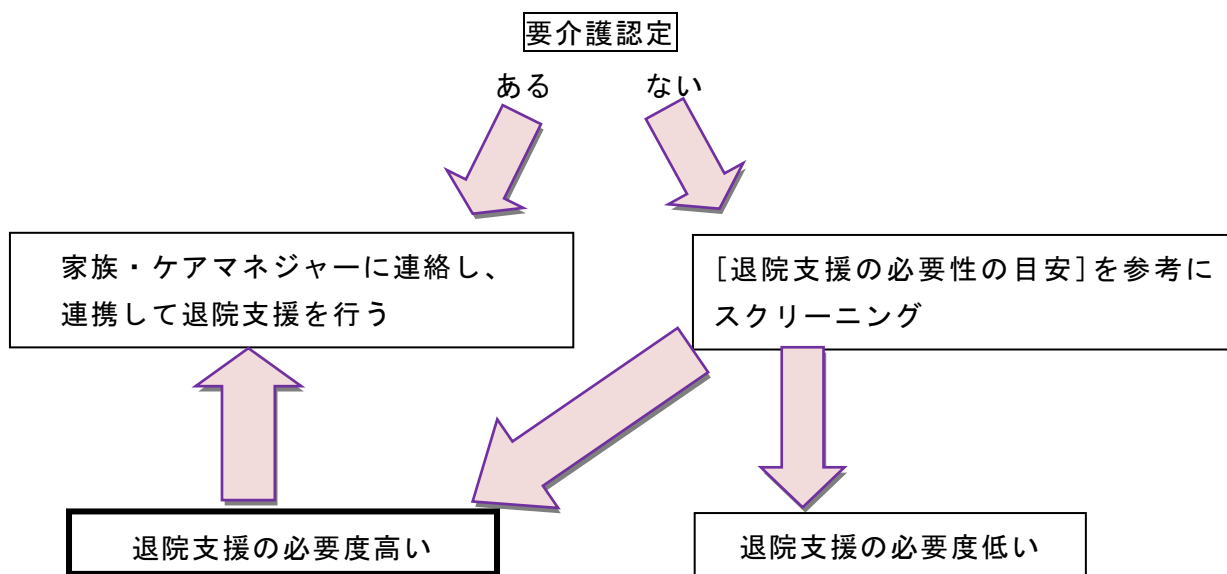 要介護認定
ある
ない
家族・ケアマネジャーに連絡し、
連携して退院支援を行う
[退院支援の必要性の目安]を参考に
スクリーニング
退院支援の必要度高い
退院支援の必要度低い